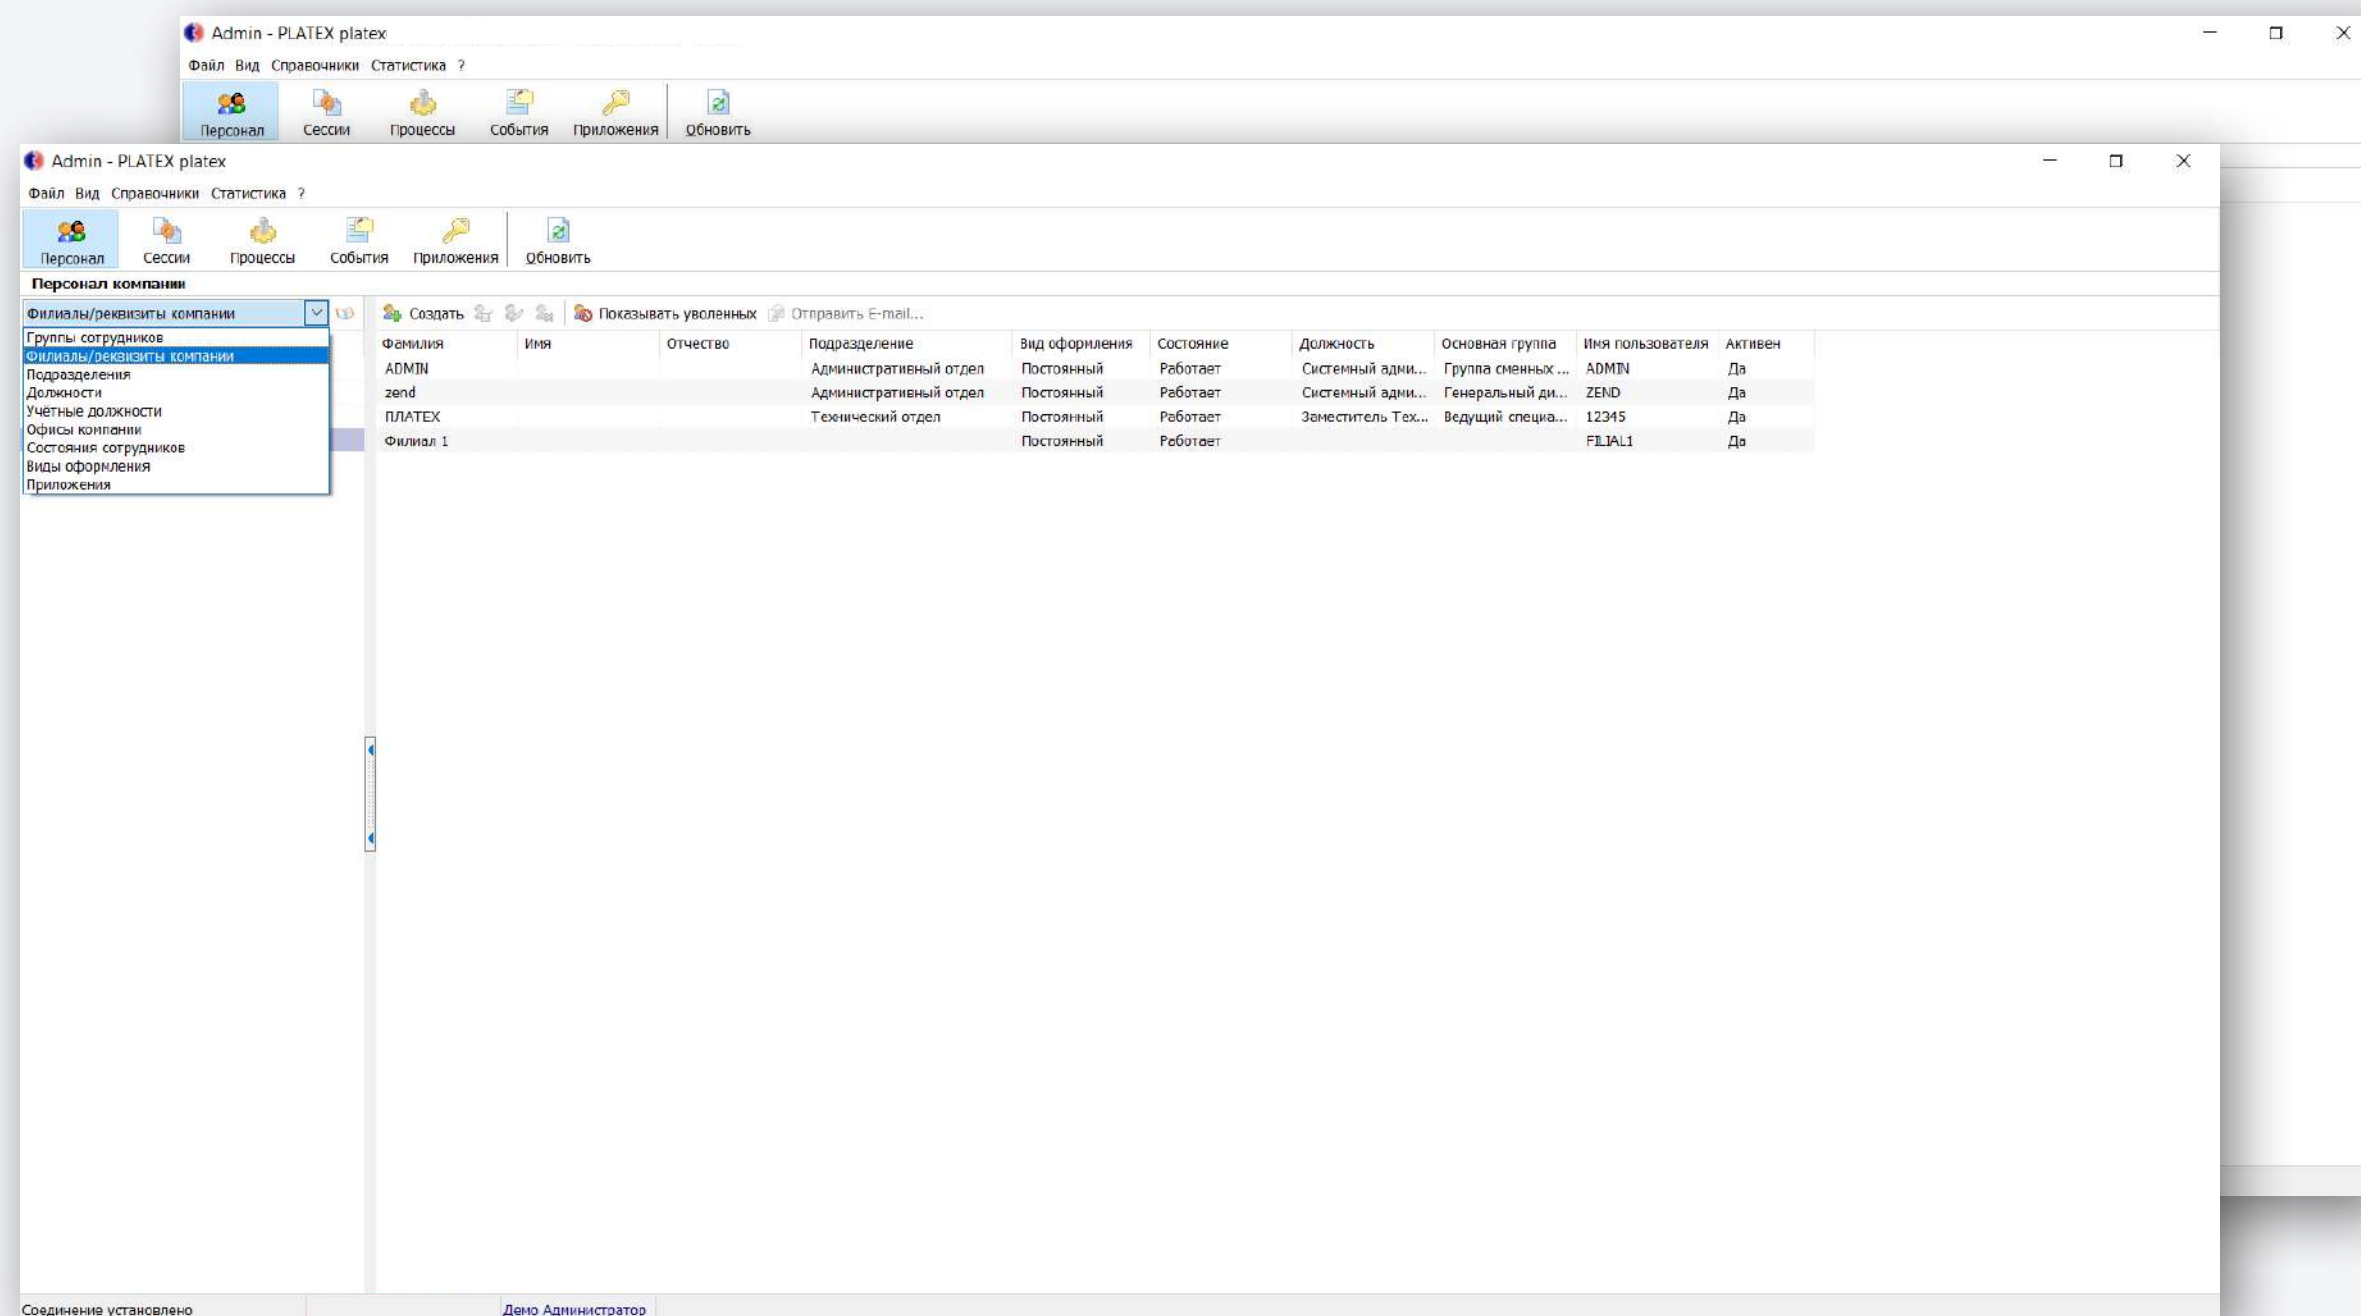 Admin - PLATEX platex
Файл Вид Справочники Статистика ?
Персонал Сессии Процессы События Приложения Обновить
Admin - PLATEX platex
Файл Вид Справочники Статистика ?
Персонал Сессии Процессы События Приложения Обновить
Персонал компании
Филиалы/реквизиты компании Создать Показывать уволенных Отправить E-mail...
Группы сотрудников
Филиалы/реквизиты компании
Подразделения
Должности
Учётные должности
Офисы компании
Состояния сотрудников
Виды оформления
Приложения
Фамилия Имя Отчество Подразделение Вид оформления Состояние Должность Основная группа Имя пользователя Активен
ADMIN Административный отдел Постоянный Работает Системный адми... Группа сменных ... ADMIN Да
zend Административный отдел Постоянный Работает Системный адми... Генеральный ди... ZEND Да
ПЛАТЕХ Технический отдел Постоянный Работает Заместитель Тех... Ведущий специа... 12345 Да
Филиал 1 Постоянный Работает FILIAL1 Да
Соединение установлено Демо Администратор